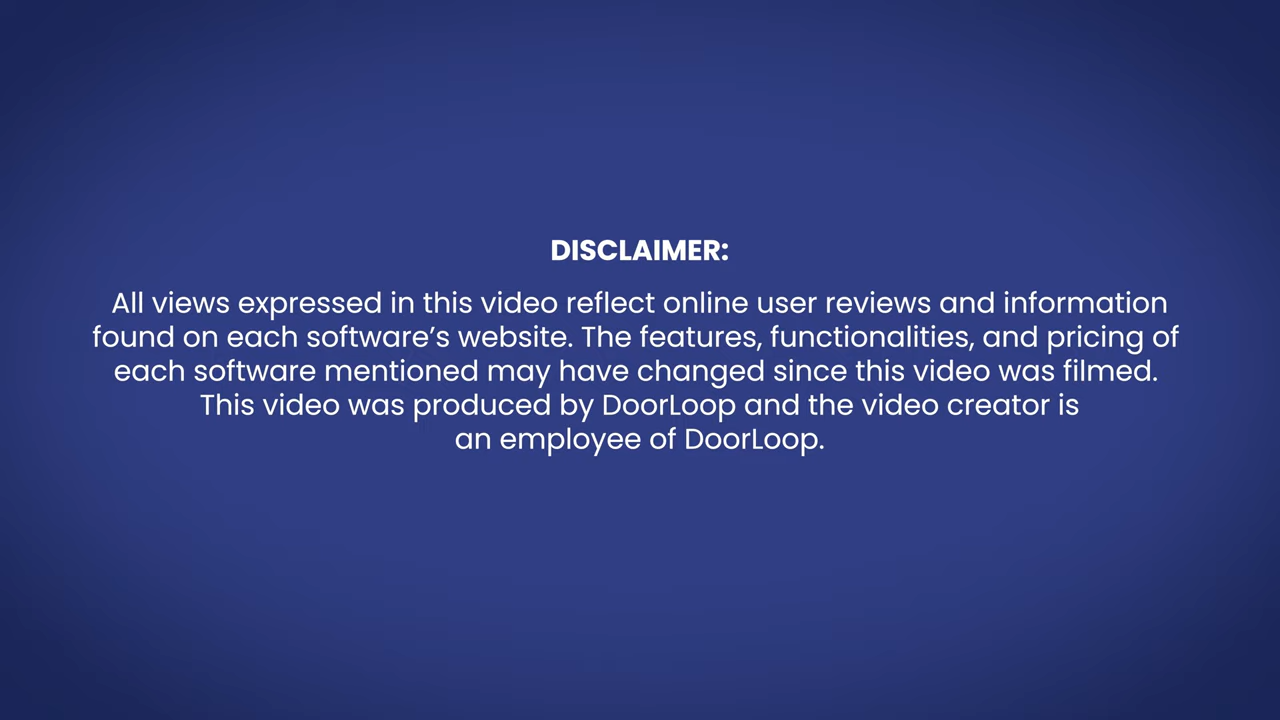 DISCLAIMER:
All views expressed in this video reflect online user reviews and information
found on each software’s website. The features, functionalities, and pricing of
each software mentioned may have changed since this video was filmed.
This video was produced by DoorLoop and the video creator is
an employee of DoorLoop.